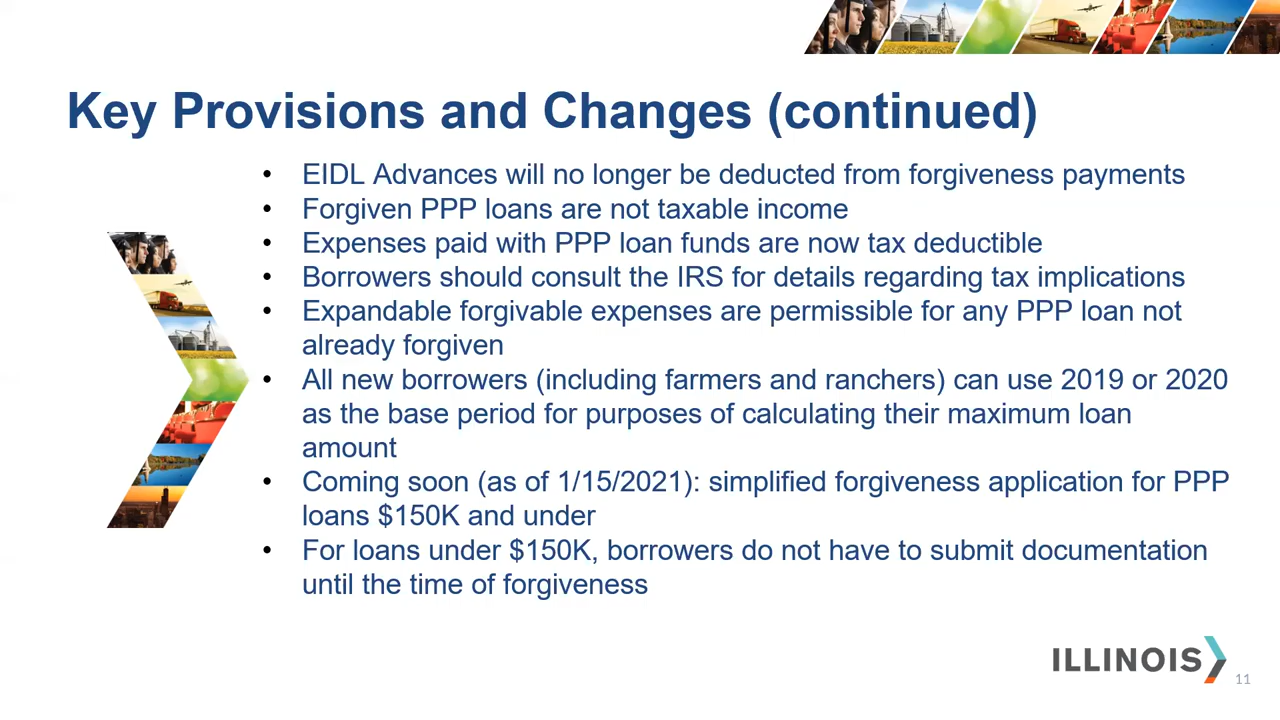 Key Provisions and Changes (continued)
• EIDL Advances will no longer be deducted from forgiveness payments
• Forgiven PPP loans are not taxable income
• Expenses paid with PPP loan funds are now tax deductible
• Borrowers should consult the IRS for details regarding tax implications
• Expandable forgivable expenses are permissible for any PPP loan not
already forgiven
• All new borrowers (including farmers and ranchers) can use 2019 or 2020
as the base period for purposes of calculating their maximum loan
amount
• Coming soon (as of 1/15/2021): simplified forgiveness application for PPP
loans $150K and under
• For loans under $150K, borrowers do not have to submit documentation
until the time of forgiveness
ILLINOIS
11